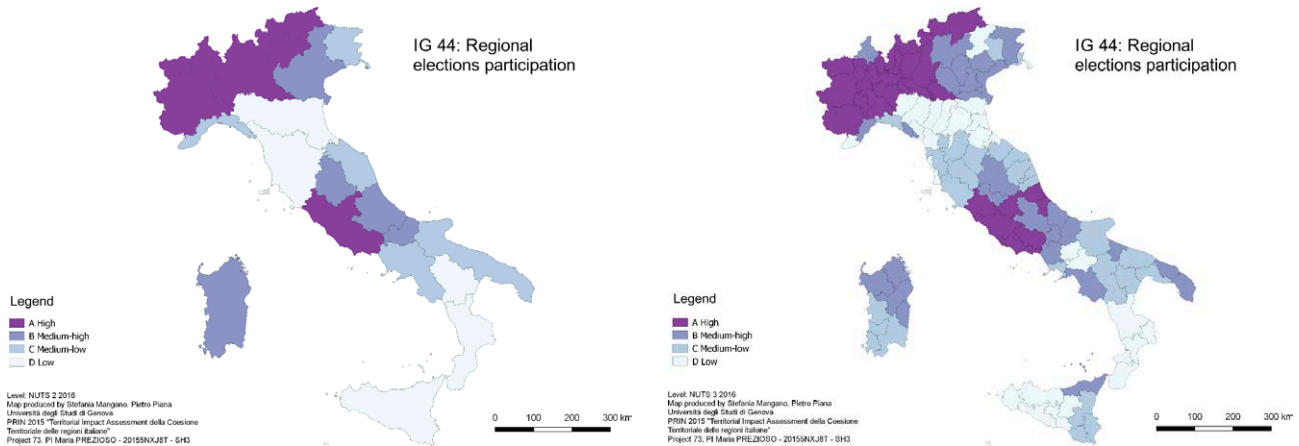 IG 44: Regional
elections participation
Legend
A High
B Medium-high
C Medium-low
D Low
Level: NUTS 2 2016
Map produced by Stefania Mangano, Pietro Piana
Università degli Studi di Genova
PRIN 2015 "Territorial Impact Assessment della Coesione
Territoriale delle regioni italiane"
Project 73. PI Maria PREZIOSO - 20155NXJ8T - SH3
0 100 200 300 km
IG 44: Regional
elections participation
Legend
A High
B Medium-high
C Medium-low
D Low
Level: NUTS 3 2016
Map produced by Stefania Mangano, Pietro Piana
Università degli Studi di Genova
PRIN 2015 "Territorial Impact Assessment della Coesione
Territoriale delle regioni italiane"
Project 73. PI Maria PREZIOSO - 20155NXJ8T - SH3
0 100 200 300 km